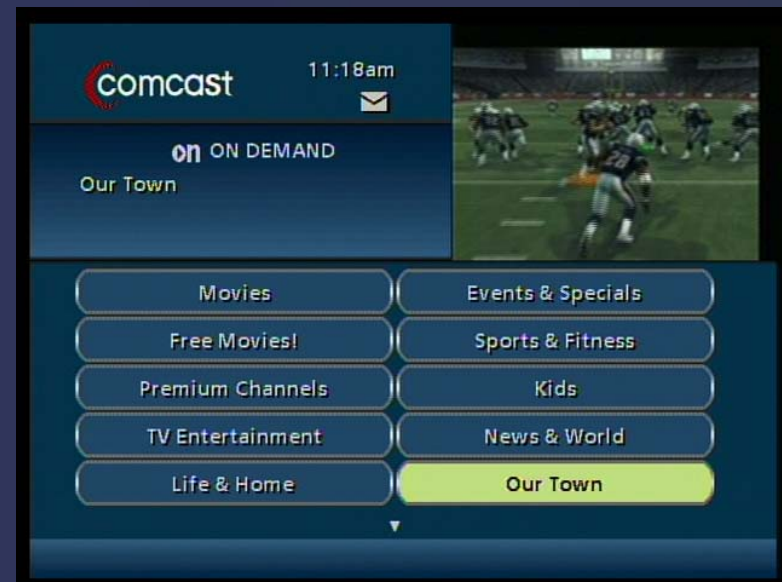 comcast
11:18am
on ON DEMAND
Our Town
Movies
Events & Specials
Free Movies!
Sports & Fitness
Premium Channels
Kids
TV Entertainment
News & World
Life & Home
Our Town
28